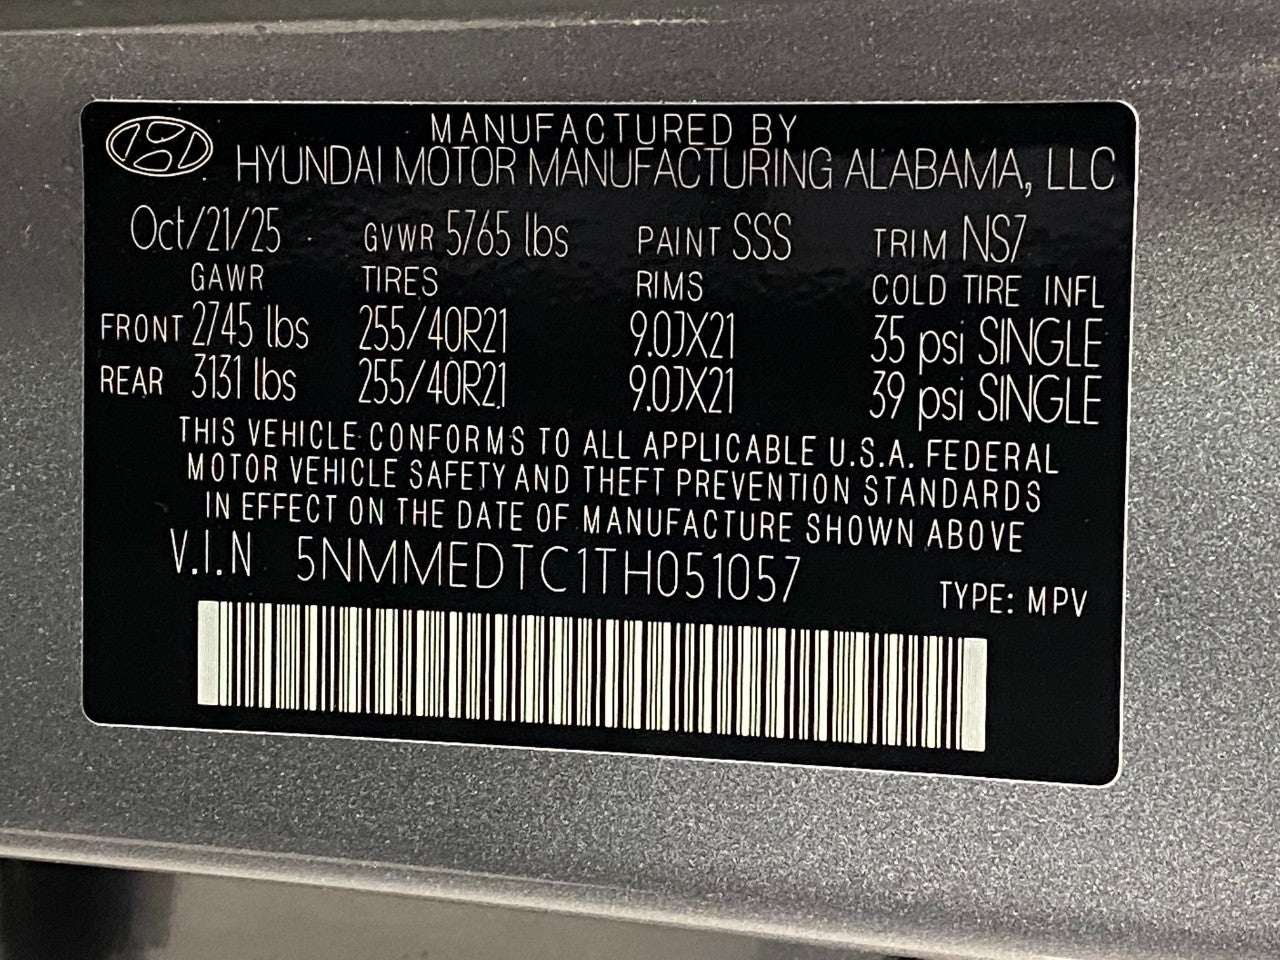 MANUFACTURED BY
HYUNDAI MOTOR MANUFACTURING ALABAMA, LLC
Oct/21/25 GVWR 5765 lbs PAINT SSS TRIM NS7
GAWR TIRES RIMS COLD TIRE INFL
FRONT 2745 lbs 255/40R21 9.0JX21 35 psi SINGLE
REAR 3131 lbs 255/40R21 9.0JX21 39 psi SINGLE
THIS VEHICLE CONFORMS TO ALL APPLICABLE U.S.A. FEDERAL
MOTOR VEHICLE SAFETY AND THEFT PREVENTION STANDARDS
IN EFFECT ON THE DATE OF MANUFACTURE SHOWN ABOVE
V.I.N 5NMMEDTC1TH051057 TYPE: MPV